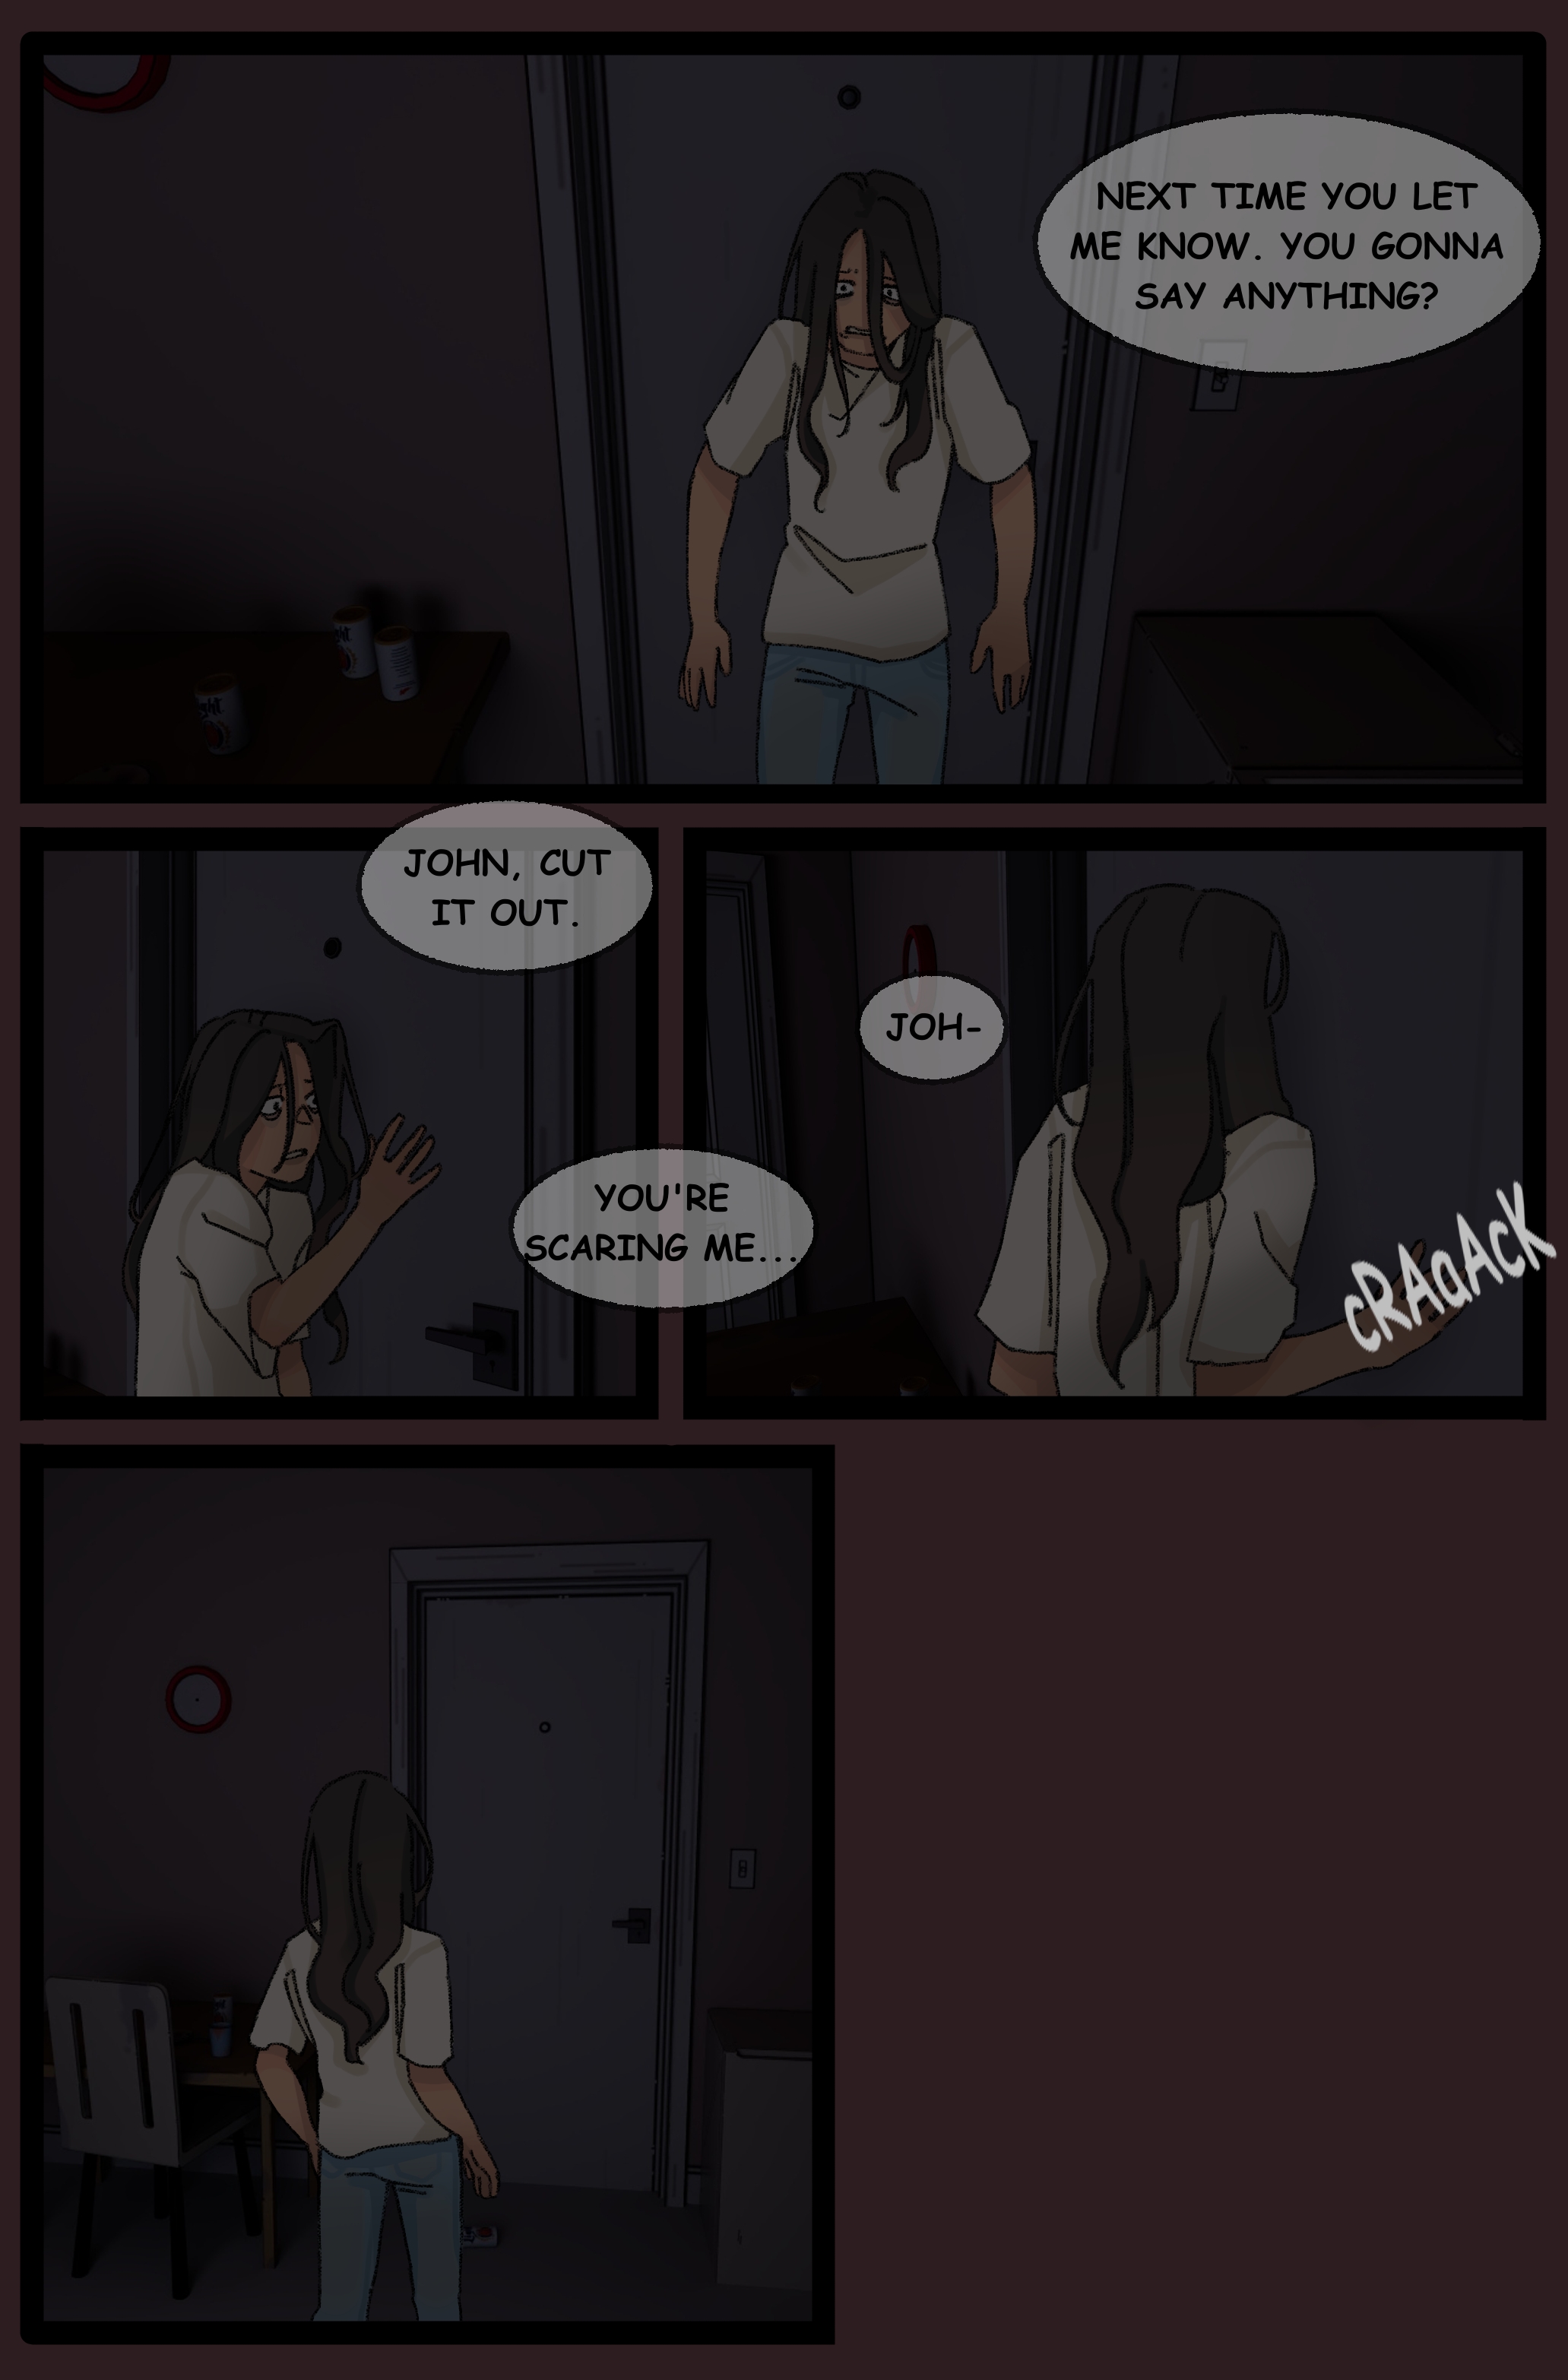 NEXT TIME YOU LET
ME KNOW. YOU GONNA
SAY ANYTHING?
JOHN, CUT
IT OUT.
YOU'RE
SCARING ME...
JOH-
cRAaAcK